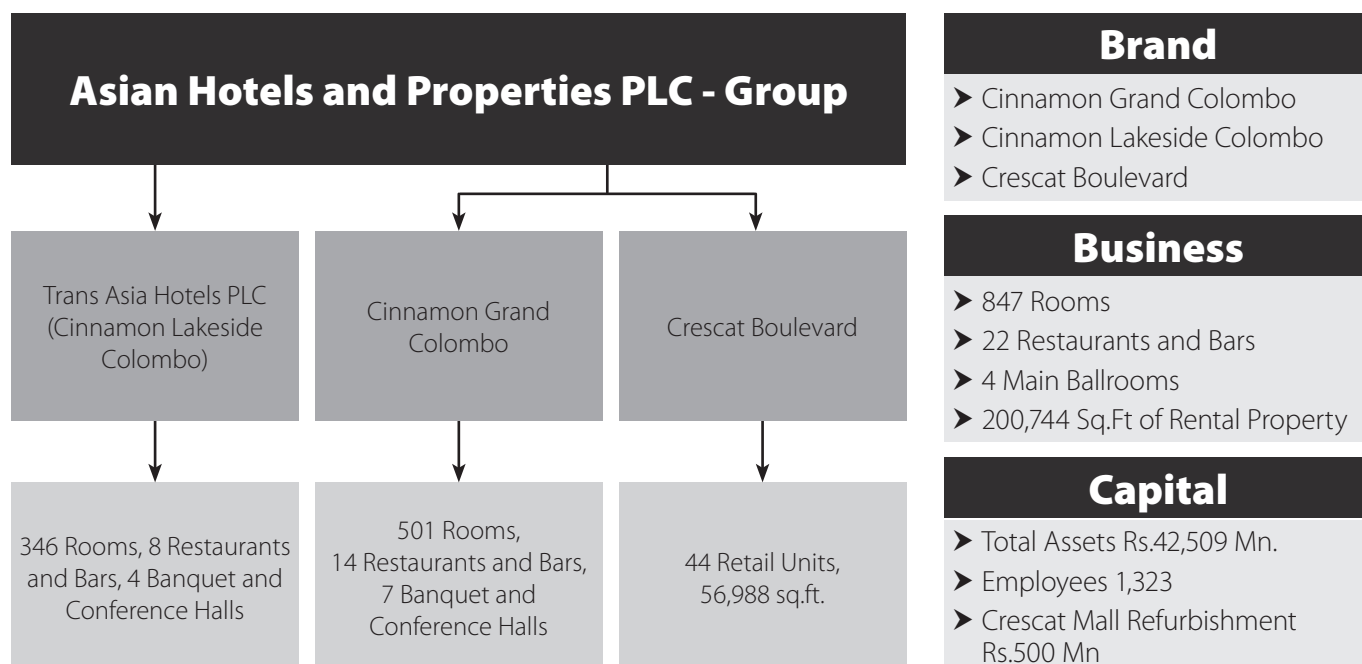 Asian Hotels and Properties PLC - Group
Trans Asia Hotels PLC
(Cinnamon Lakeside
Colombo)
Cinnamon Grand
Colombo
Crescat Boulevard
346 Rooms, 8 Restaurants
and Bars, 4 Banquet and
Conference Halls
501 Rooms,
14 Restaurants and Bars,
7 Banquet and
Conference Halls
44 Retail Units,
56,988 sq.ft.
Brand
➤ Cinnamon Grand Colombo
➤ Cinnamon Lakeside Colombo
➤ Crescat Boulevard
Business
➤ 847 Rooms
➤ 22 Restaurants and Bars
➤ 4 Main Ballrooms
➤ 200,744 Sq.Ft of Rental Property
Capital
➤ Total Assets Rs.42,509 Mn.
➤ Employees 1,323
➤ Crescat Mall Refurbishment
Rs.500 Mn